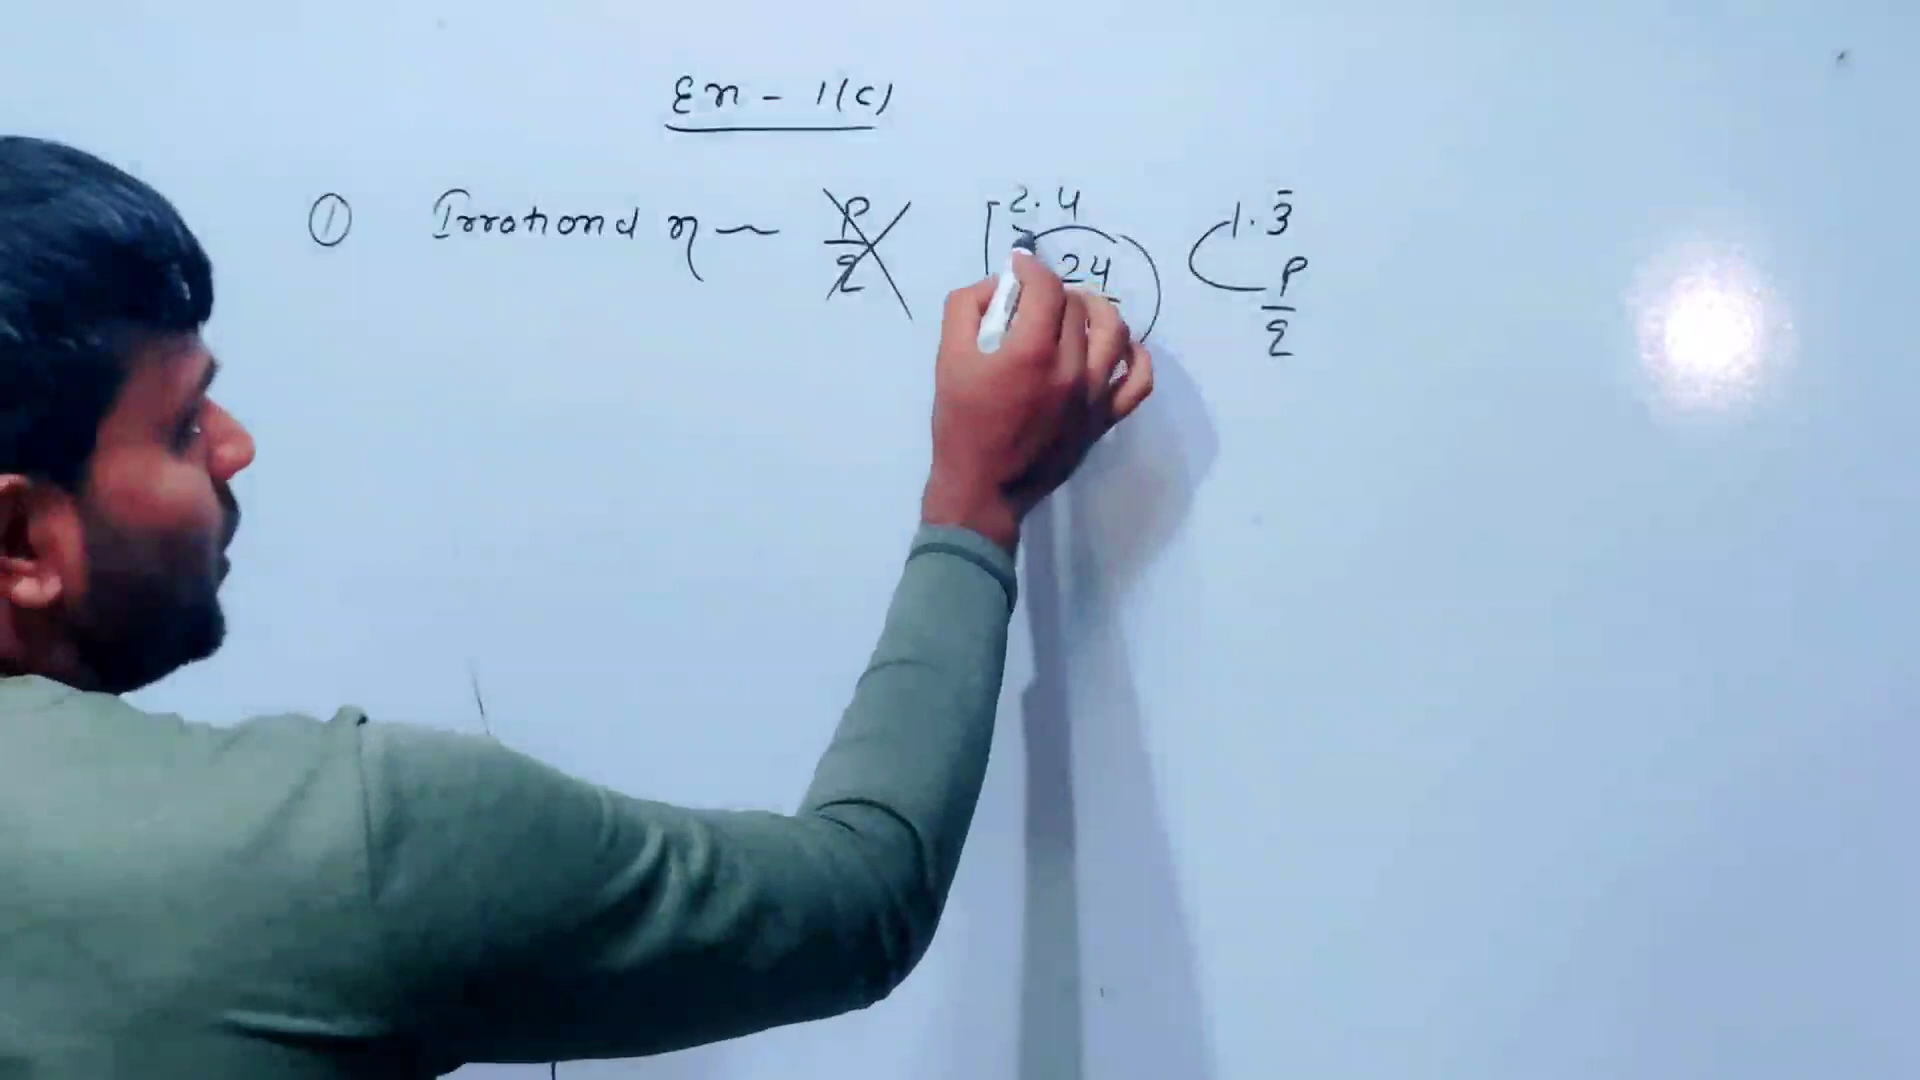 Ex - 1(c)
① Irrational n p/q 2.4 1.3̄
24 p/q